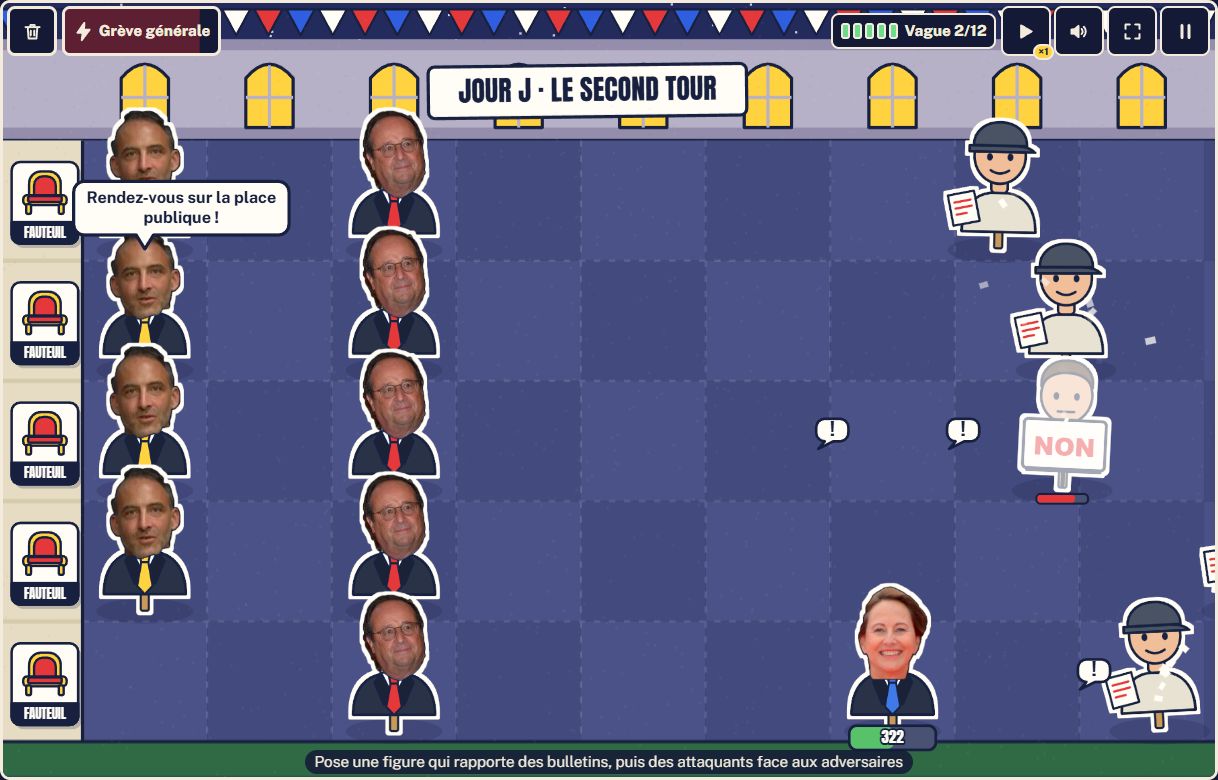 Grève générale
Vague 2/12
×1
JOUR J · LE SECOND TOUR
FAUTEUIL
Rendez-vous sur la place
publique !
FAUTEUIL
FAUTEUIL
!
!
NON
FAUTEUIL
!
FAUTEUIL
322
Pose une figure qui rapporte des bulletins, puis des attaquants face aux adversaires